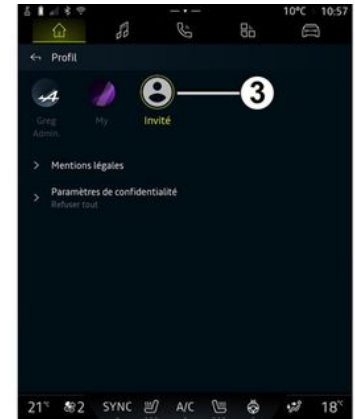 10°C 10:57
Profil
Greg
Admin.
My
Invité
3
Mentions légales
Paramètres de confidentialité
Refuser tout
21°C 2 SYNC A/C 18°C